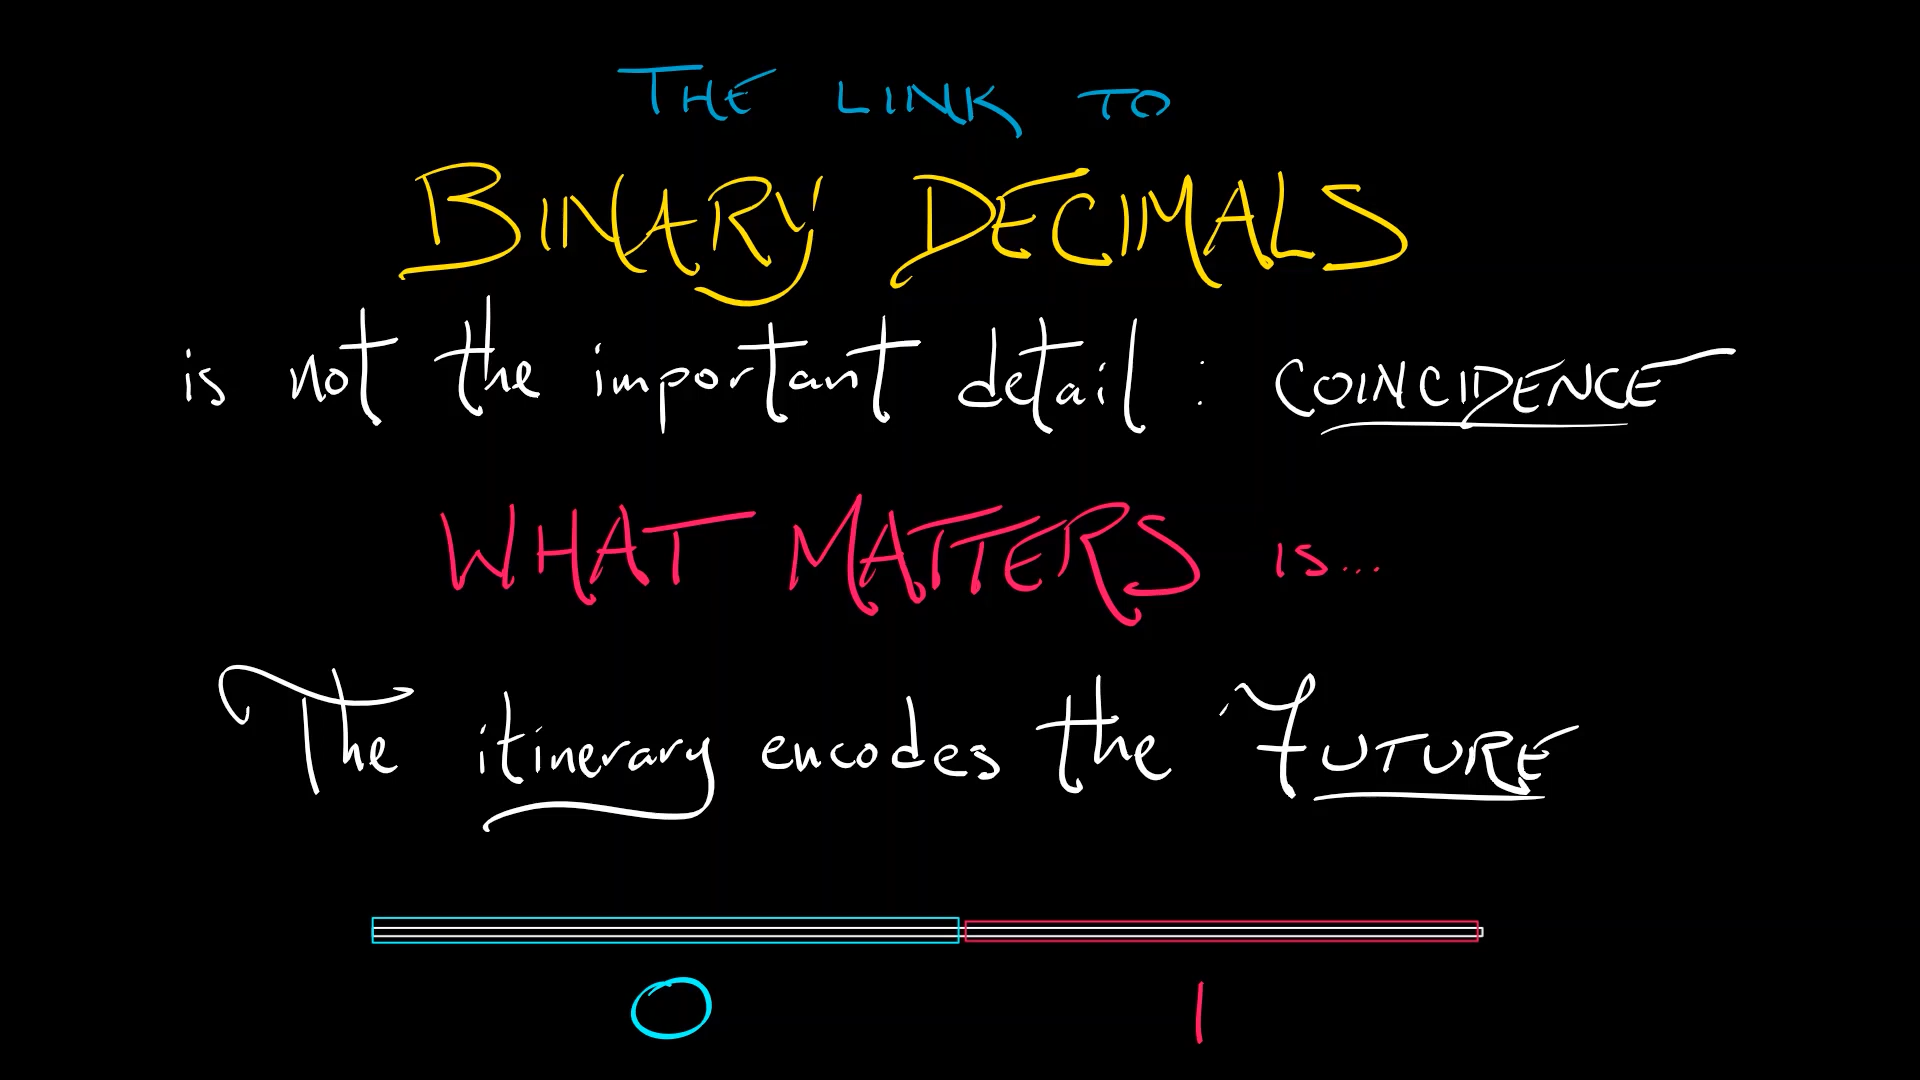 THE LINK TO
BINARY DECIMALS
is not the important detail : COINCIDENCE
WHAT MATTERS IS...
The itinerary encodes the FUTURE
0 1